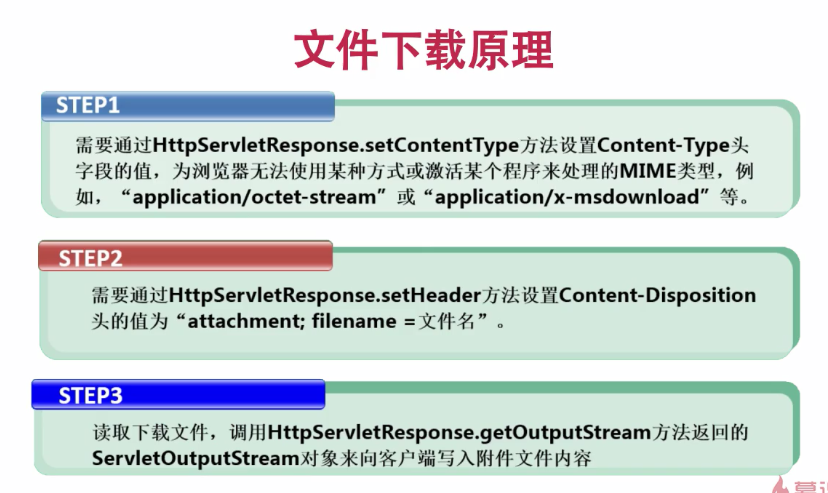 文件下载原理
STEP1
需要通过HttpServletResponse.setContentType方法设置Content-Type头
字段的值，为浏览器无法使用某种方式或激活某个程序来处理的MIME类型，例
如，“application/octet-stream”或“application/x-msdownload”等。
STEP2
需要通过HttpServletResponse.setHeader方法设置Content-Disposition
头的值为“attachment; filename =文件名”。
STEP3
读取下载文件，调用HttpServletResponse.getOutputStream方法返回的
ServletOutputStream对象来向客户端写入附件文件内容